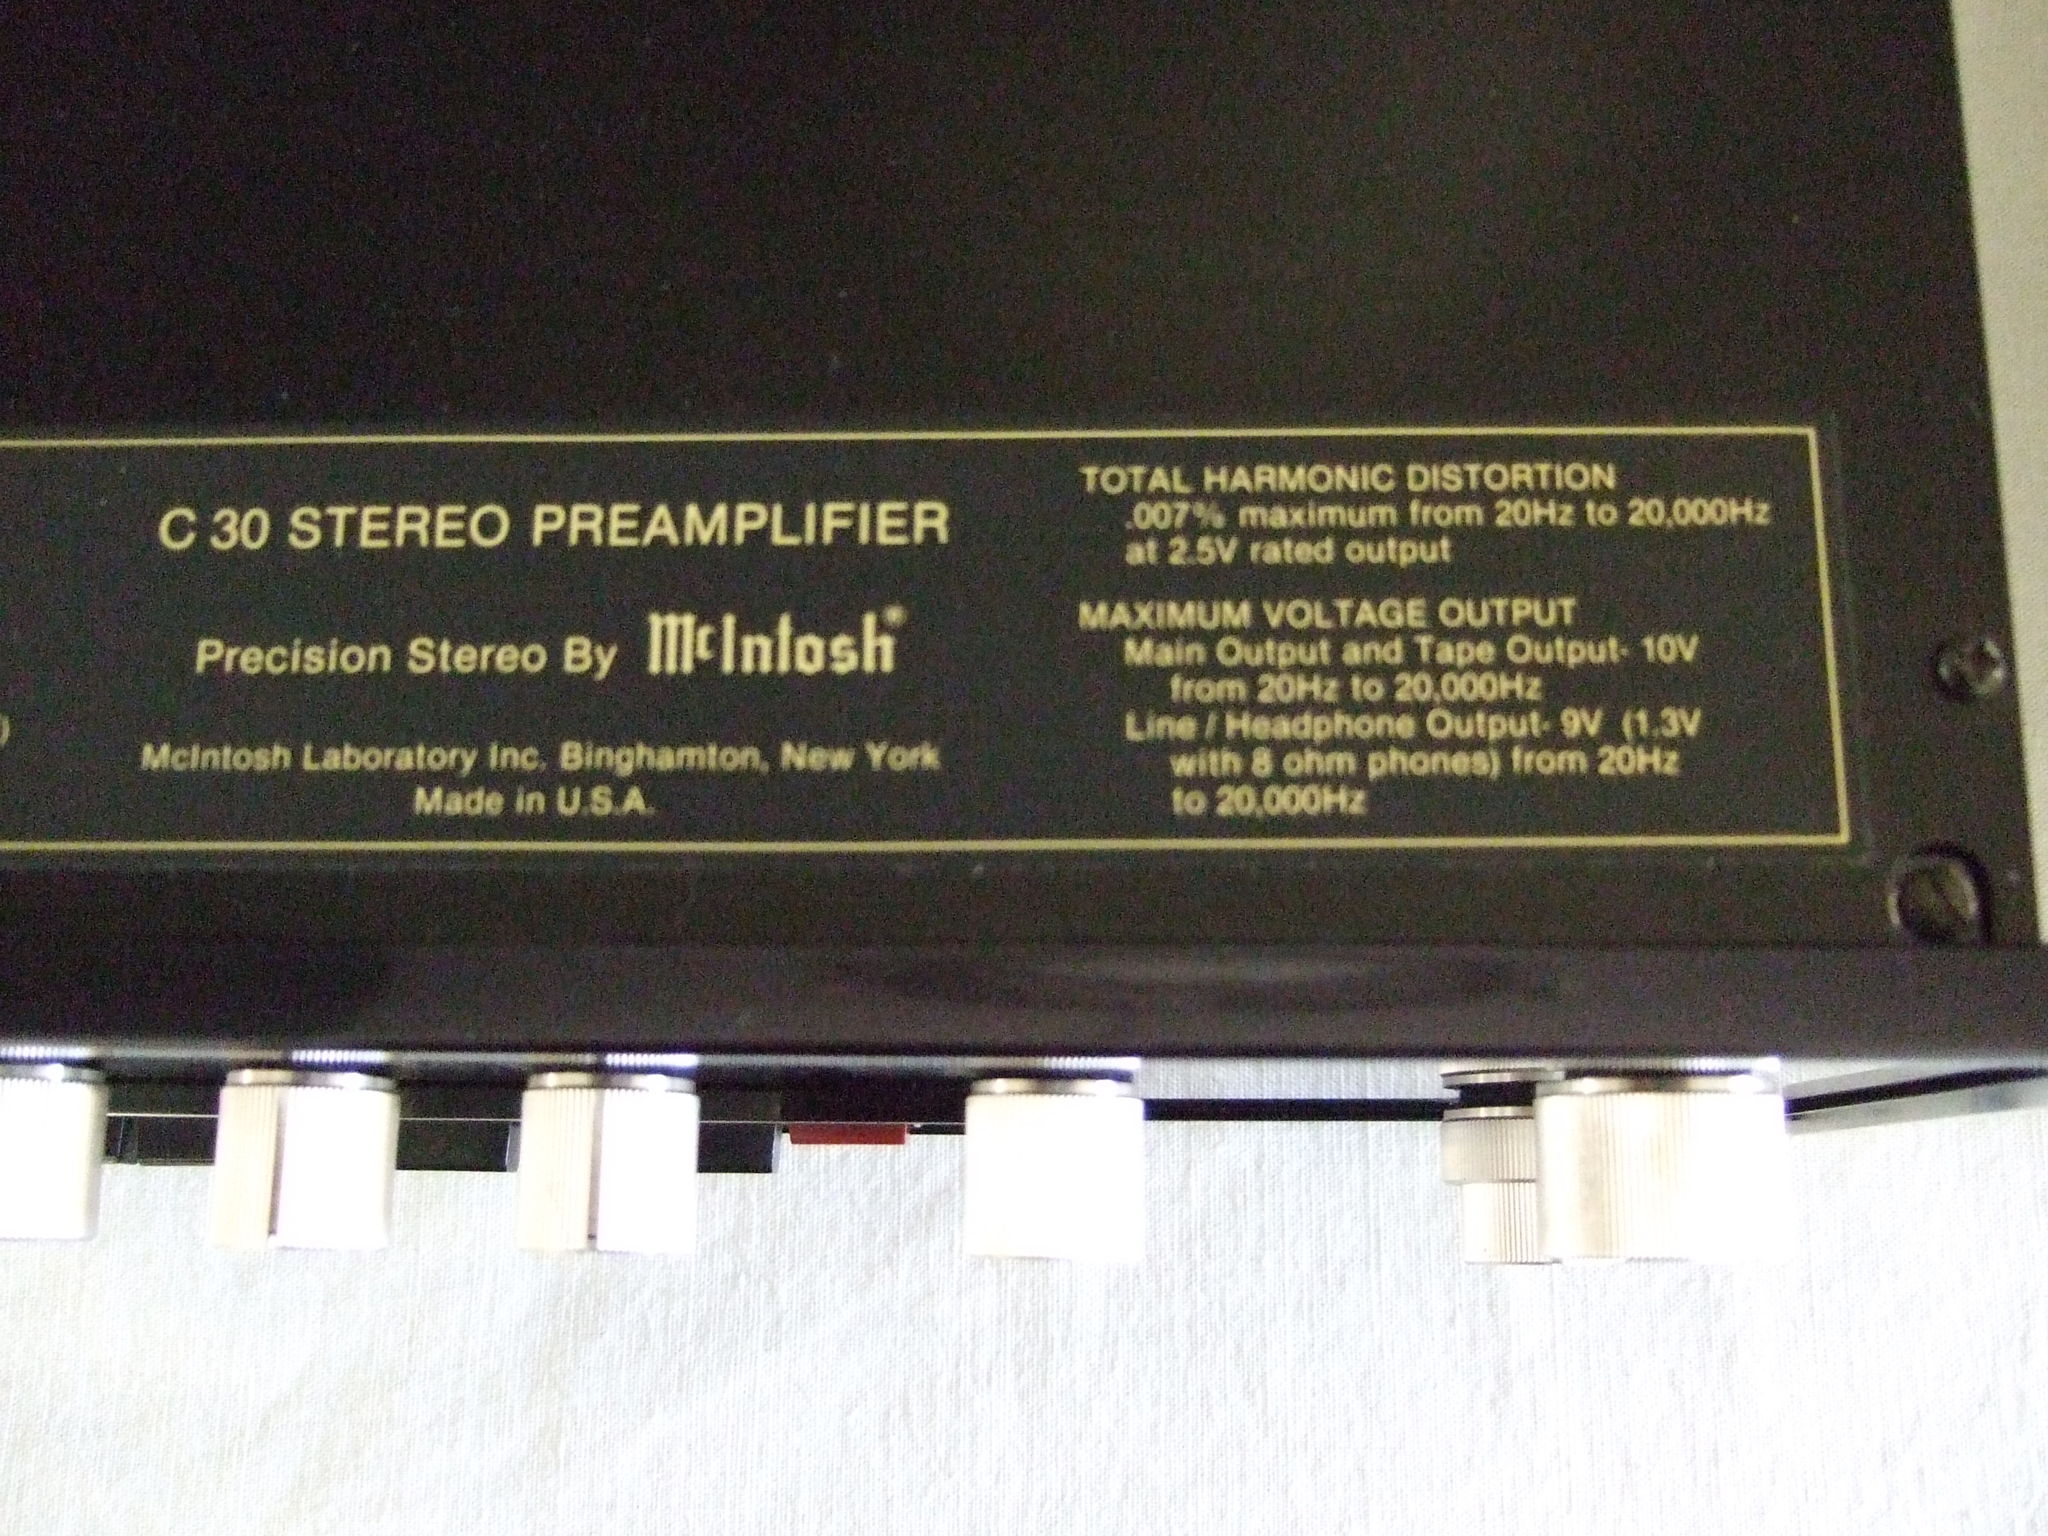 )
C 30 STEREO PREAMPLIFIER
Precision Stereo By McIntosh®
McIntosh Laboratory Inc. Binghamton, New York
Made in U.S.A.
TOTAL HARMONIC DISTORTION
.007% maximum from 20Hz to 20,000Hz
at 2.5V rated output
MAXIMUM VOLTAGE OUTPUT
Main Output and Tape Output- 10V
from 20Hz to 20,000Hz
Line / Headphone Output- 9V (1.3V
with 8 ohm phones) from 20Hz
to 20,000Hz